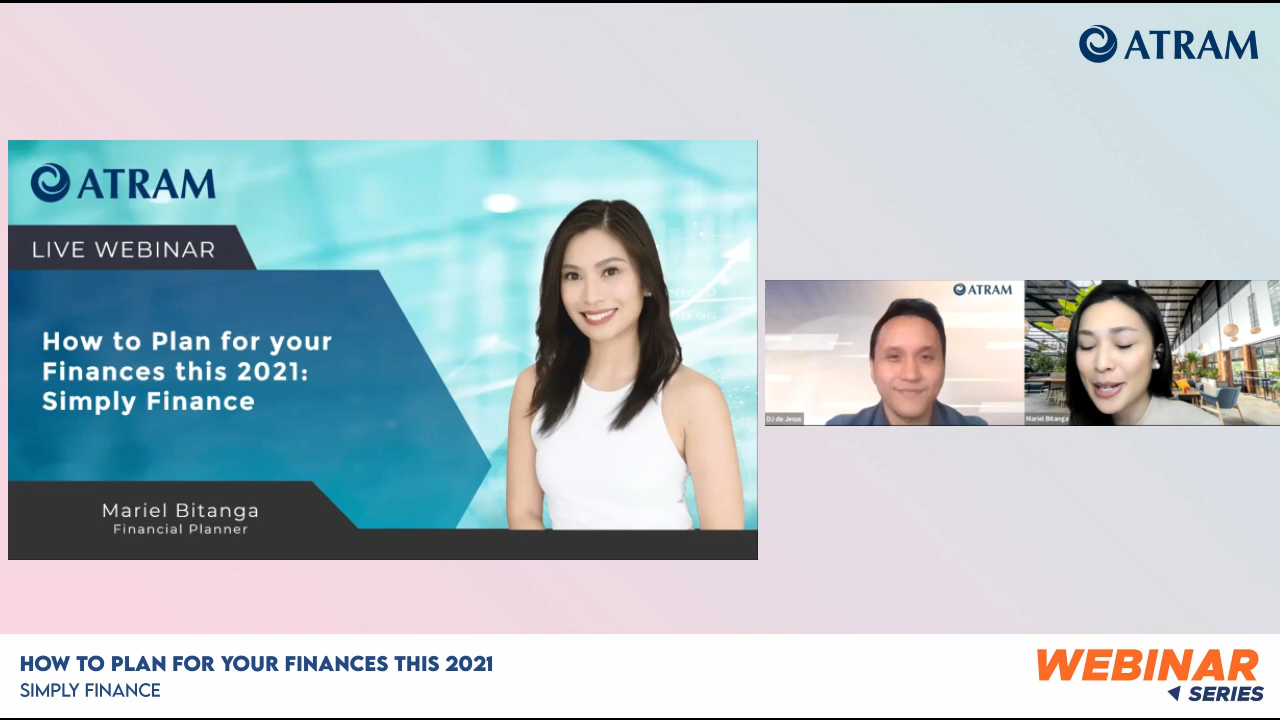 ATRAM
ATRAM
LIVE WEBINAR
How to Plan for your
Finances this 2021:
Simply Finance
Mariel Bitanga
Financial Planner
ATRAM
DJ de Jesus
Mariel Bitanga
HOW TO PLAN FOR YOUR FINANCES THIS 2021
SIMPLY FINANCE
WEBINAR
SERIES